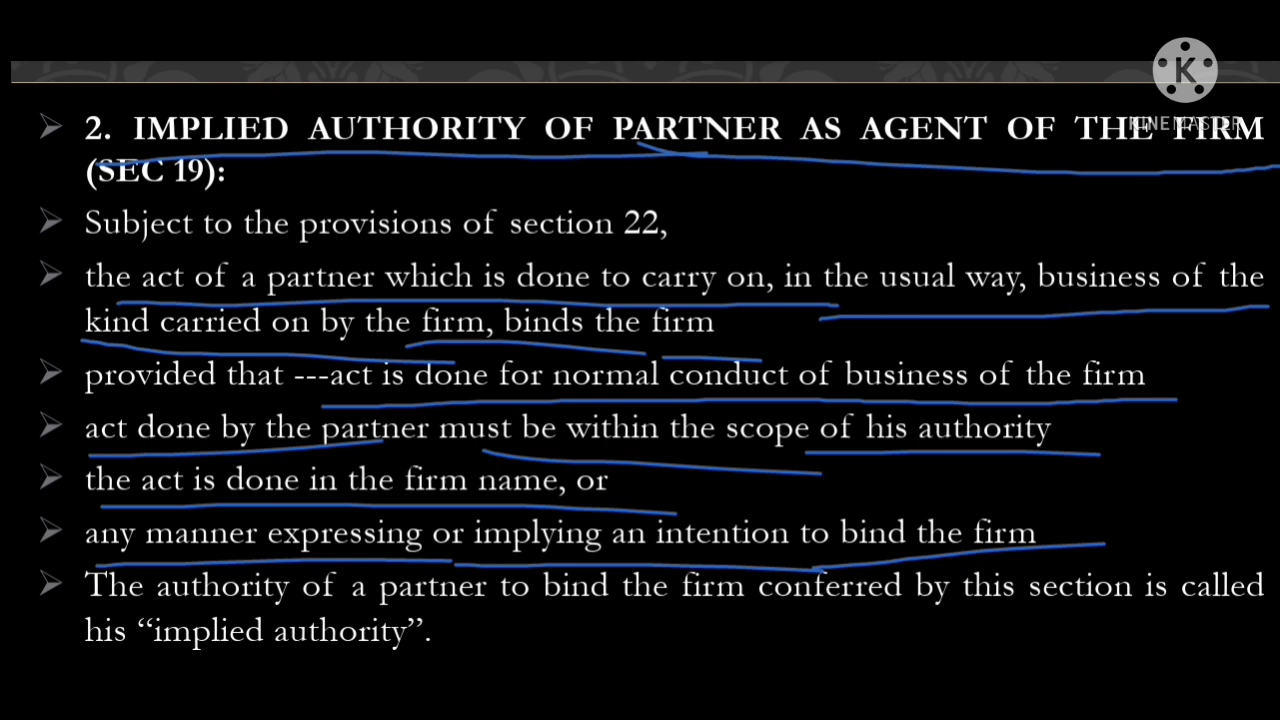 K
KINEMASTER
2. IMPLIED AUTHORITY OF PARTNER AS AGENT OF THE FIRM
(SEC 19):
Subject to the provisions of section 22,
the act of a partner which is done to carry on, in the usual way, business of the
kind carried on by the firm, binds the firm
provided that ---act is done for normal conduct of business of the firm
act done by the partner must be within the scope of his authority
the act is done in the firm name, or
any manner expressing or implying an intention to bind the firm
The authority of a partner to bind the firm conferred by this section is called
his “implied authority”.